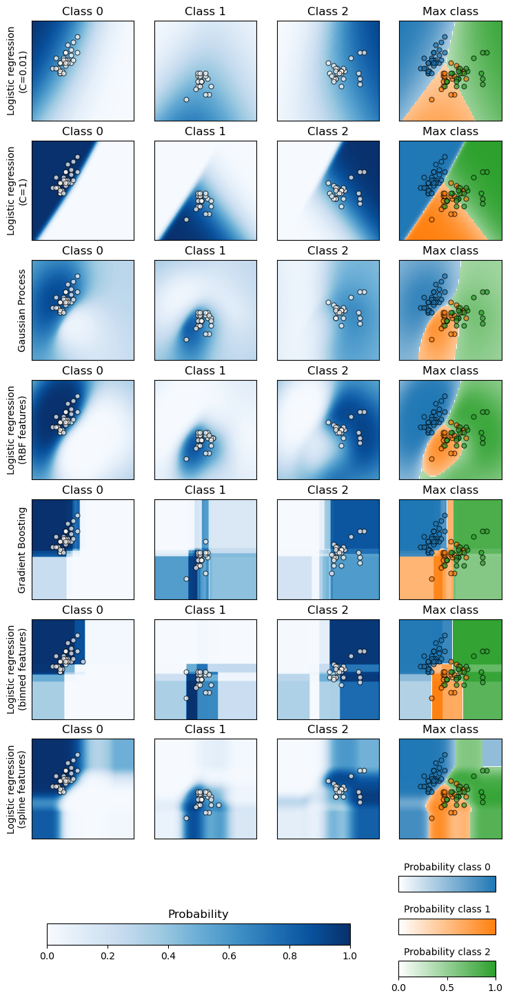 Class 0 Class 1 Class 2 Max class
Logistic regression
(C=0.01)
Class 0 Class 1 Class 2 Max class
Logistic regression
(C=1)
Class 0 Class 1 Class 2 Max class
Gaussian Process
Class 0 Class 1 Class 2 Max class
Logistic regression
(RBF features)
Class 0 Class 1 Class 2 Max class
Gradient Boosting
Class 0 Class 1 Class 2 Max class
Logistic regression
(binned features)
Class 0 Class 1 Class 2 Max class
Logistic regression
(spline features)
Probability class 0
Probability class 1
Probability
0.0 0.2 0.4 0.6 0.8 1.0
Probability class 2
0.0 0.5 1.0